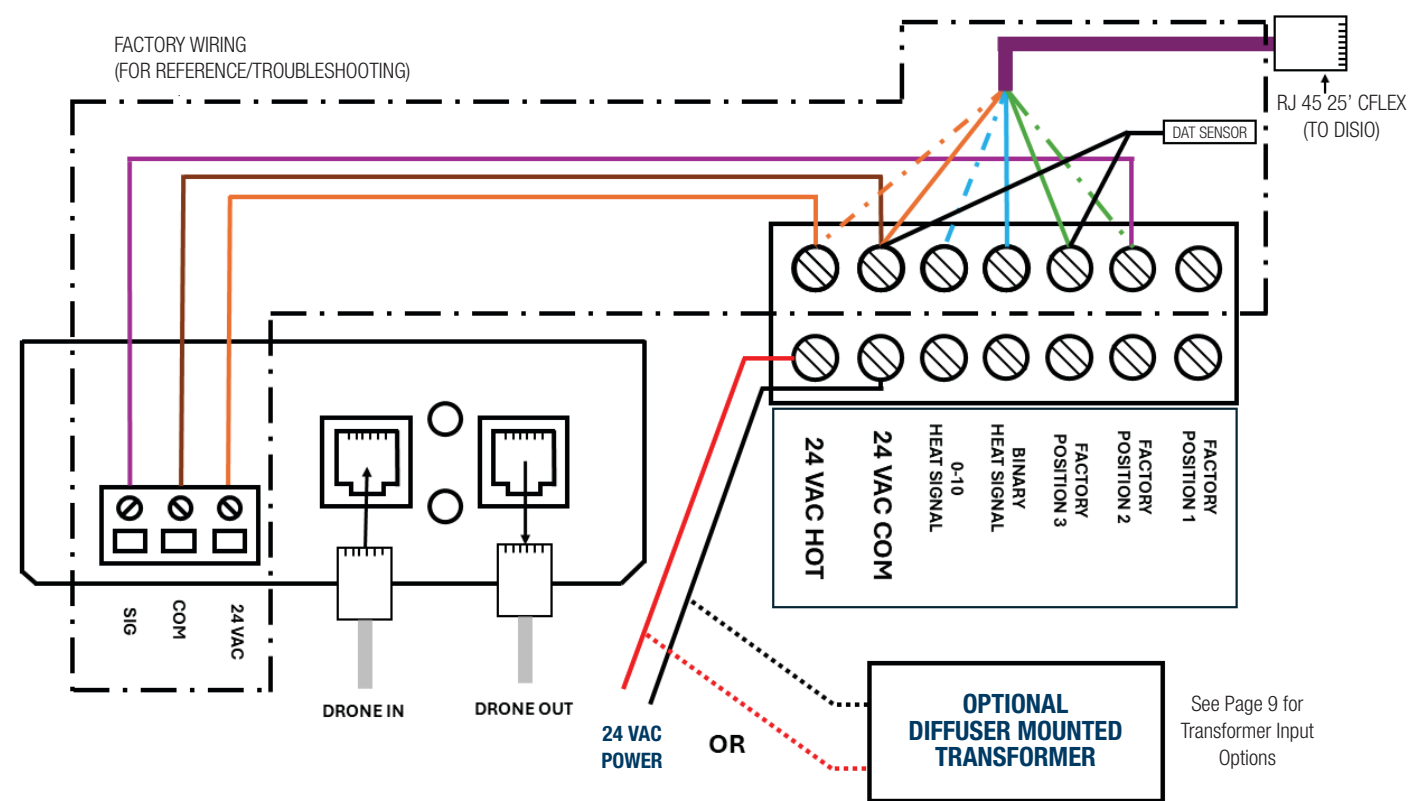 FACTORY WIRING
(FOR REFERENCE/TROUBLESHOOTING)
RJ 45 25' CFLEX
(TO DISIO)
DAT SENSOR
24 VAC HOT
24 VAC COM
0-10
HEAT SIGNAL
BINARY
HEAT SIGNAL
FACTORY
POSITION 3
FACTORY
POSITION 2
FACTORY
POSITION 1
SIG
COM
24 VAC
DRONE IN
DRONE OUT
24 VAC
POWER
OR
OPTIONAL
DIFFUSER MOUNTED
TRANSFORMER
See Page 9 for
Transformer Input
Options